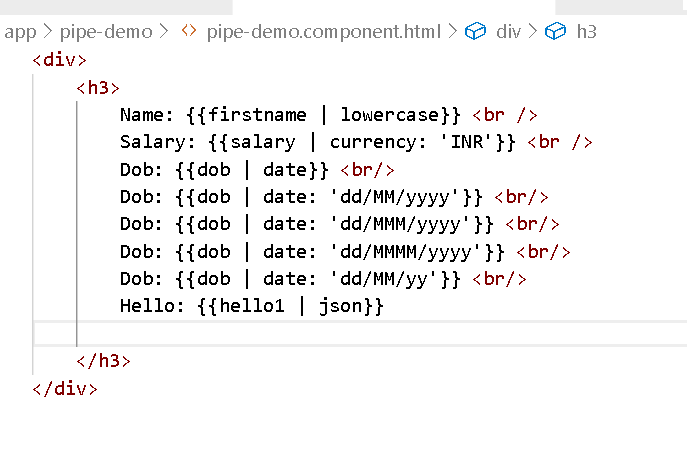 app > pipe-demo > <> pipe-demo.component.html > div > h3
<div>
<h3>
Name: {{firstname | lowercase}} <br />
Salary: {{salary | currency: 'INR'}} <br />
Dob: {{dob | date}} <br/>
Dob: {{dob | date: 'dd/MM/yyyy'}} <br/>
Dob: {{dob | date: 'dd/MMM/yyyy'}} <br/>
Dob: {{dob | date: 'dd/MMMM/yyyy'}} <br/>
Dob: {{dob | date: 'dd/MM/yy'}} <br/>
Hello: {{hello1 | json}}
</h3>
</div>